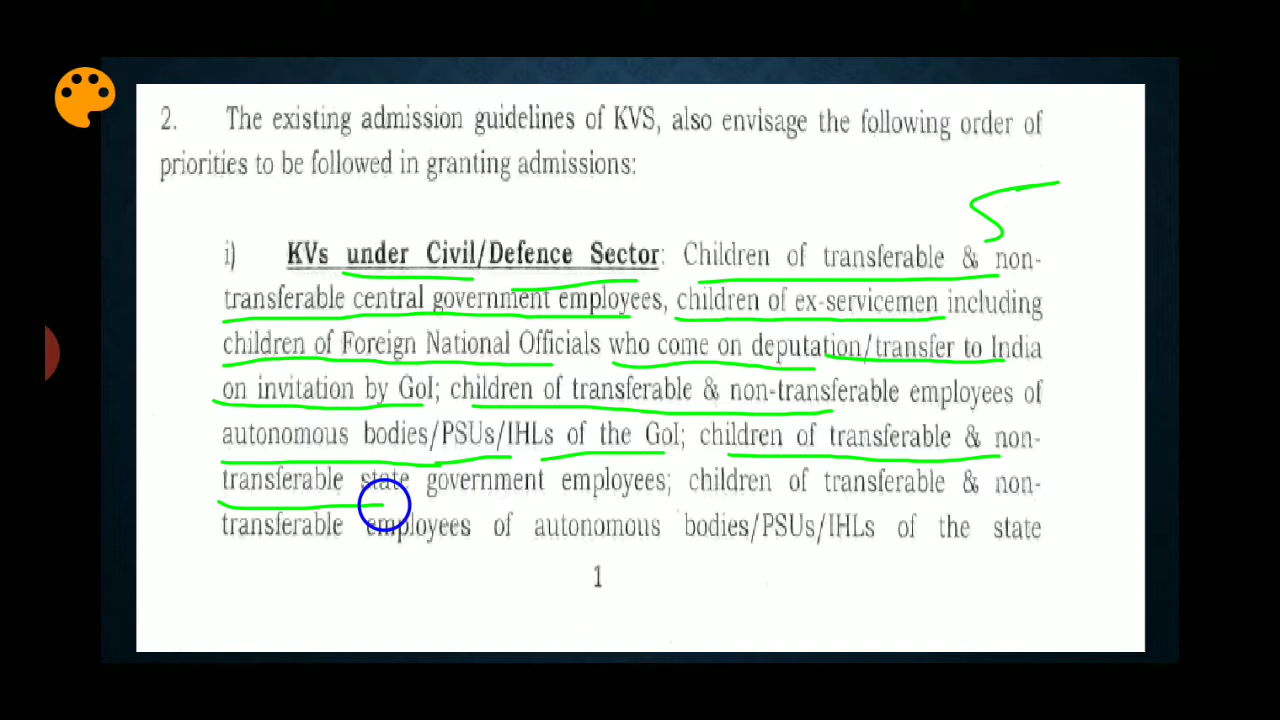 2. The existing admission guidelines of KVS, also envisage the following order of
priorities to be followed in granting admissions:
i) KVs under Civil/Defence Sector: Children of transferable & non-
transferable central government employees, children of ex-servicemen including
children of Foreign National Officials who come on deputation/transfer to India
on invitation by GoI; children of transferable & non-transferable employees of
autonomous bodies/PSUs/IHLs of the GoI; children of transferable & non-
transferable state government employees; children of transferable & non-
transferable employees of autonomous bodies/PSUs/IHLs of the state
1